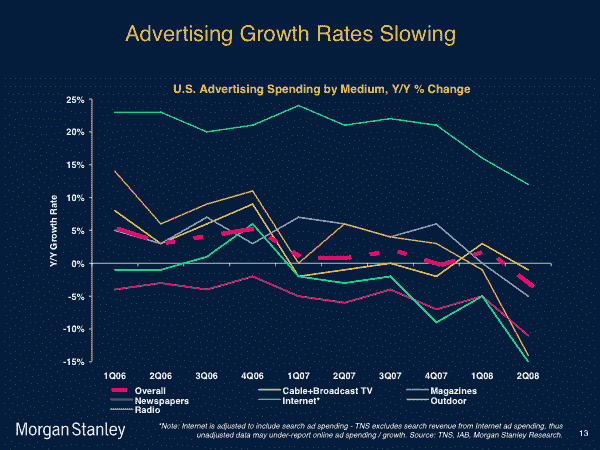 Advertising Growth Rates Slowing
U.S. Advertising Spending by Medium, Y/Y % Change
25%
20%
15%
10%
5%
0%
-5%
-10%
-15%
Y/Y Growth Rate
1Q06 2Q06 3Q06 4Q06 1Q07 2Q07 3Q07 4Q07 1Q08 2Q08
Overall Cable+Broadcast TV Magazines
Newspapers Internet* Outdoor
Radio
MorganStanley
*Note: Internet is adjusted to include search ad spending - TNS excludes search revenue from Internet ad spending, thus
unadjusted data may under-report online ad spending / growth. Source: TNS, IAB, Morgan Stanley Research.
13